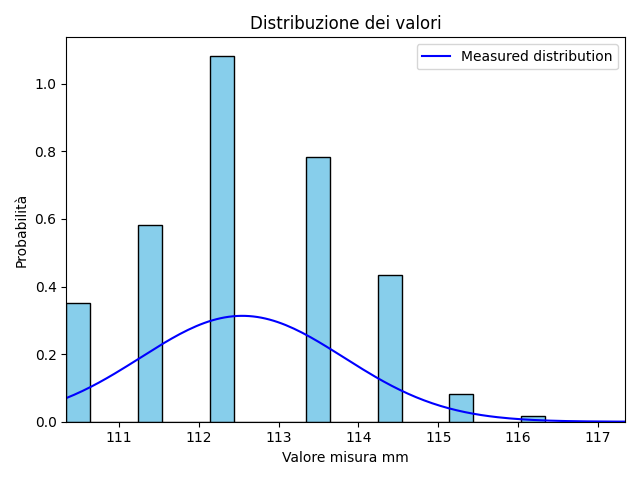 Distribuzione dei valori
Measured distribution
1.0
0.8
0.6
0.4
0.2
0.0
Probabilità
111 112 113 114 115 116 117
Valore misura mm